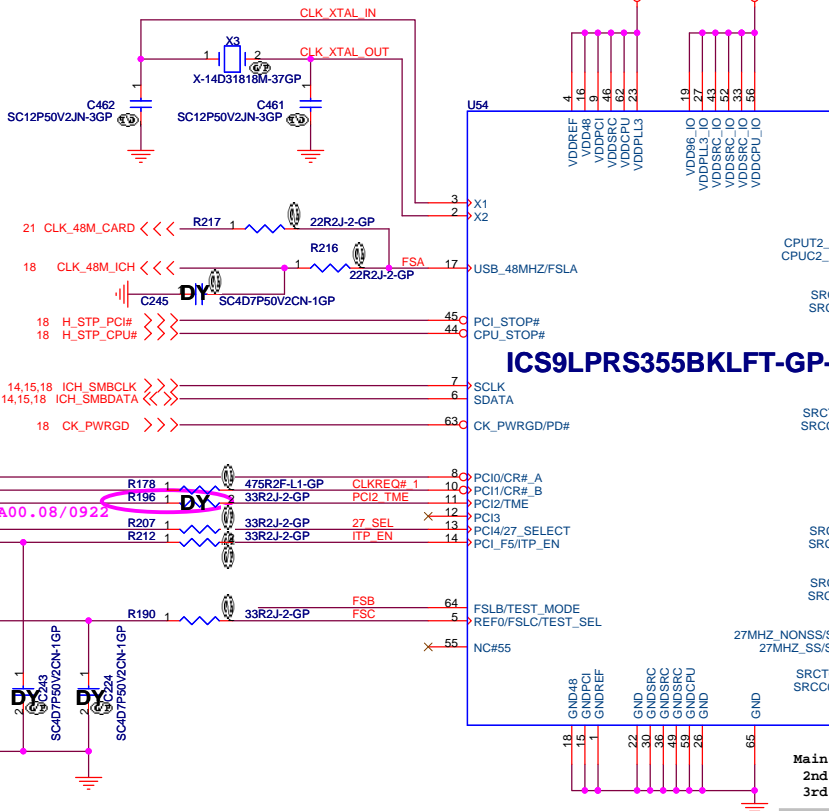 CLK_XTAL_IN
X3
1
2
CLK_XTAL_OUT
X-14D31818M-37GP
1
1
C462
SC12P50V2JN-3GP
C461
SC12P50V2JN-3GP
U54
4
16
9
46
62
23
19
27
43
52
33
56
VDDREF
VDD48
VDDPCI
VDDSRC
VDDCPU
VDDPLL3
VDD96_IO
VDDPLL3_IO
VDDSRC_IO
VDDSRC_IO
VDDSRC_IO
VDDCPU_IO
3 X1
2 X2
21 CLK_48M_CARD
R217 1
22R2J-2-GP
CPUT2_
CPUC2_
R216
18 CLK_48M_ICH
1
22R2J-2-GP
FSA
17 USB_48MHZ/FSLA
C245
DY
SC4D7P50V2CN-1GP
18 H_STP_PCI#
45 PCI_STOP#
18 H_STP_CPU#
44 CPU_STOP#
ICS9LPRS355BKLFT-GP-
14,15,18 ICH_SMBCLK
7 SCLK
14,15,18 ICH_SMBDATA
6 SDATA
18 CK_PWRGD
63 CK_PWRGD/PD#
SRCT
SRCC
8 PCI0/CR#_A
R178 1
475R2F-L1-GP
CLKREQ#_1
10 PCI1/CR#_B
R196 1
DY
2
33R2J-2-GP
PCI2_TME
11 PCI2/TME
A00.08/0922
12 PCI3
R207 1
33R2J-2-GP
27_SEL
13 PCI4/27_SELECT
R212 1
33R2J-2-GP
ITP_EN
14 PCI_F5/ITP_EN
FSB
64 FSLB/TEST_MODE
R190 1
33R2J-2-GP
FSC
5 REF0/FSLC/TEST_SEL
55 NC#55
27MHZ_NONSS/S
27MHZ_SS/S
SRCT
SRCC
1
DY
2
C243
SC4D7P50V2CN-1GP
1
DY
2
C224
SC4D7P50V2CN-1GP
GND48
GNDPCI
GNDREF
GND
GNDSRC
GNDSRC
GNDSRC
GNDCPU
GND
GND
18
15
1
22
30
36
49
59
26
65
Main
2nd
3rd